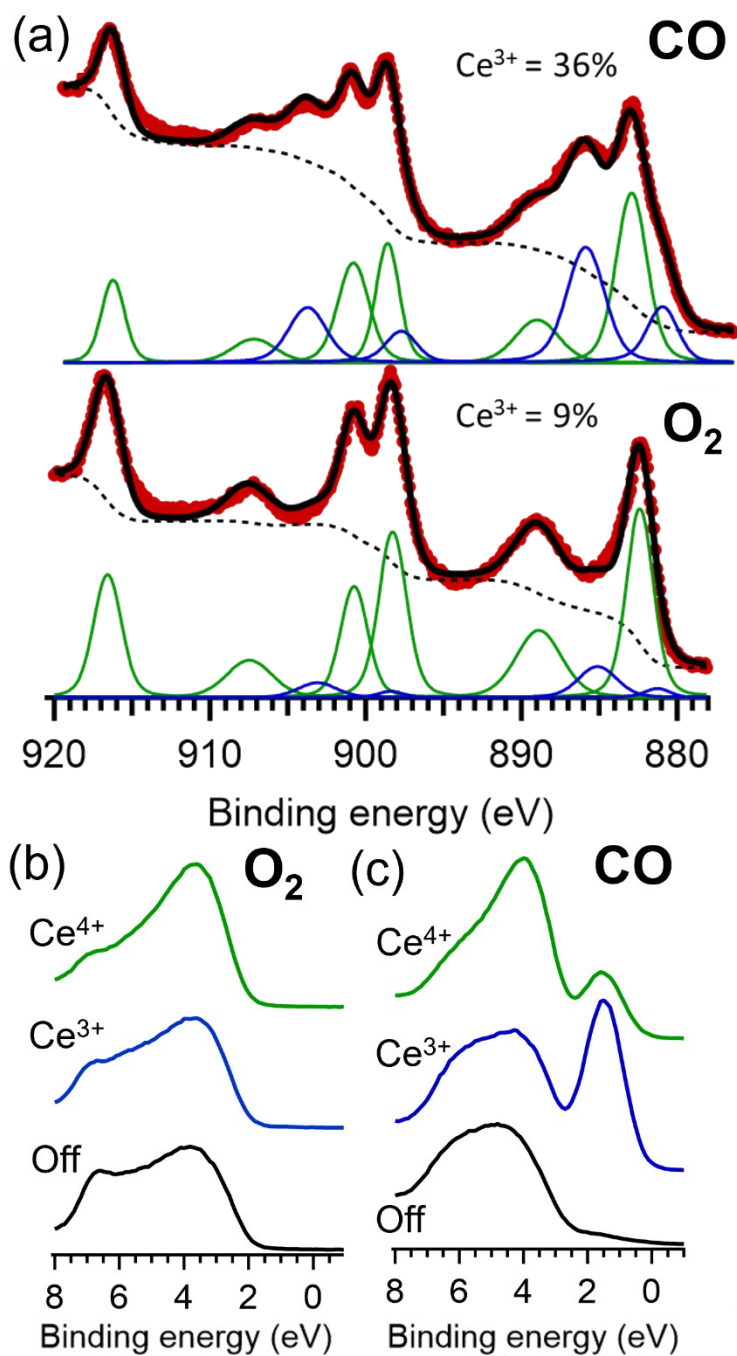 (a)
CO
Ce³⁺ = 36%
Ce³⁺ = 9%
O₂
920 910 900 890 880
Binding energy (eV)
(b) O₂
Ce⁴⁺
Ce³⁺
Off
8 6 4 2 0
Binding energy (eV)
(c) CO
Ce⁴⁺
Ce³⁺
Off
8 6 4 2 0
Binding energy (eV)